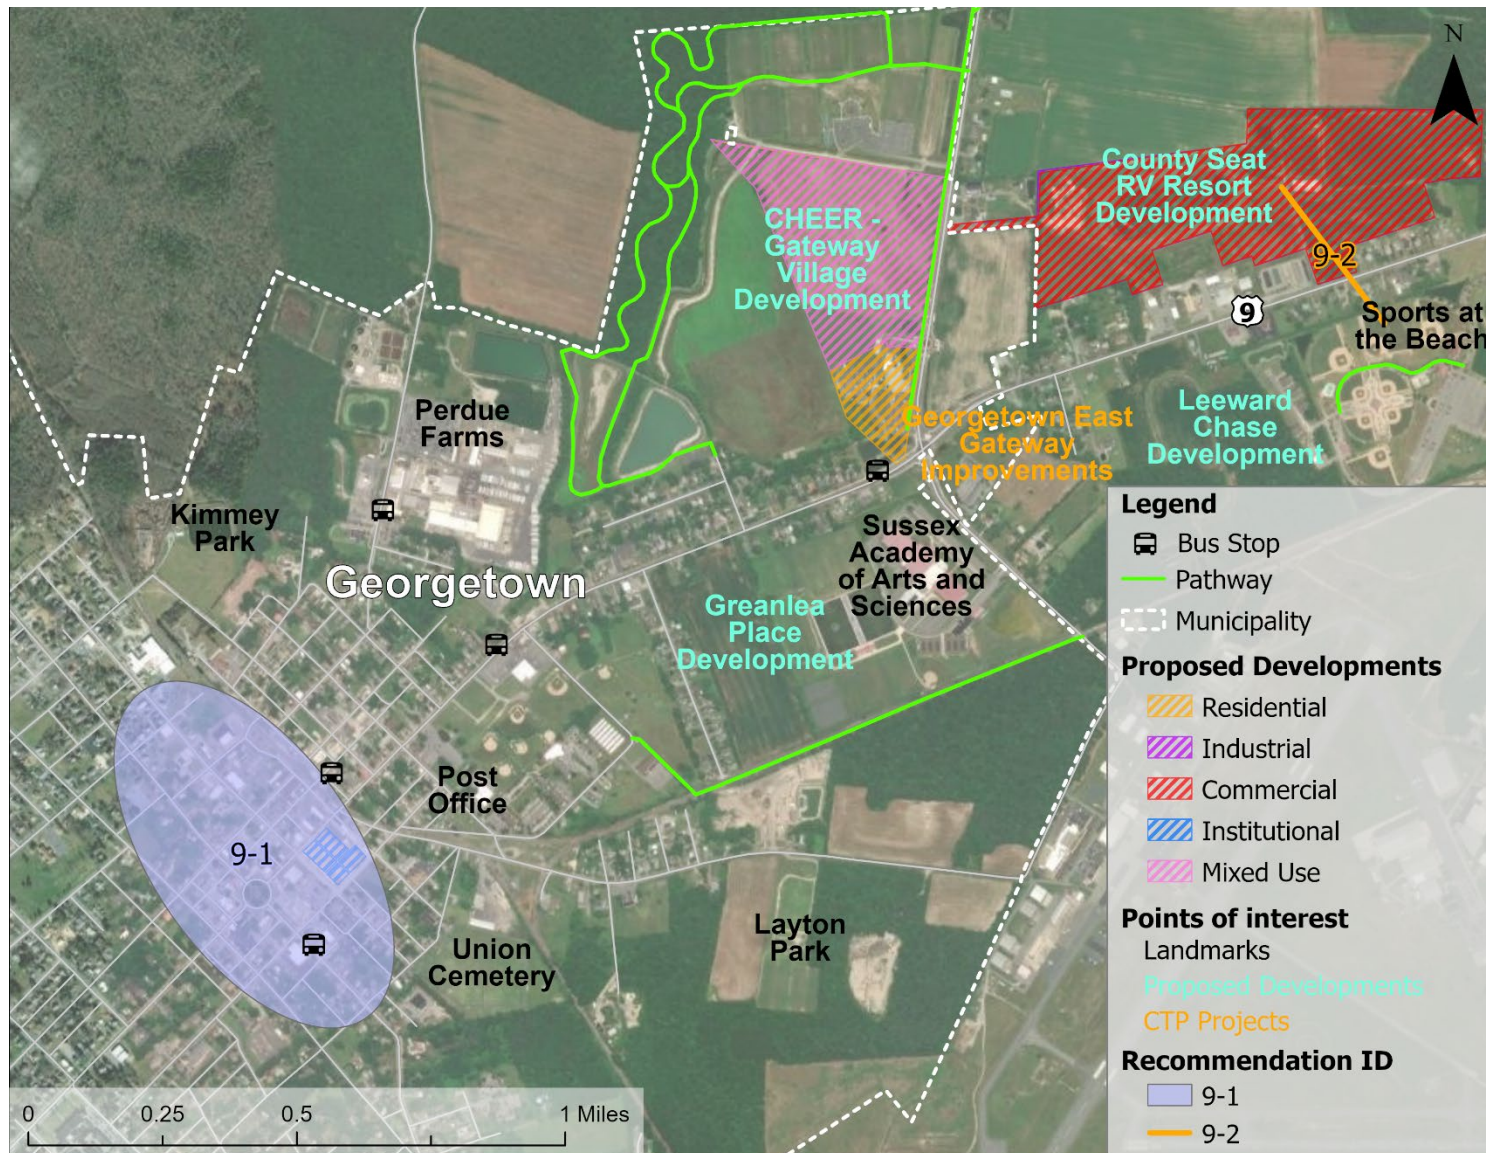 N
County Seat
RV Resort
Development
CHEER -
Gateway
Village
Development
9-2
9
Sports at
the Beach
Perdue
Farms
Georgetown East
Gateway
Improvements
Leeward
Chase
Development
Kimmey
Park
Sussex
Academy
of Arts and
Sciences
Georgetown
Greanlea
Place
Development
Post
Office
9-1
Union
Cemetery
Layton
Park
0 0.25 0.5 1 Miles
Legend
Bus Stop
Pathway
Municipality
Proposed Developments
Residential
Industrial
Commercial
Institutional
Mixed Use
Points of interest
Landmarks
Proposed Developments
CTP Projects
Recommendation ID
9-1
9-2